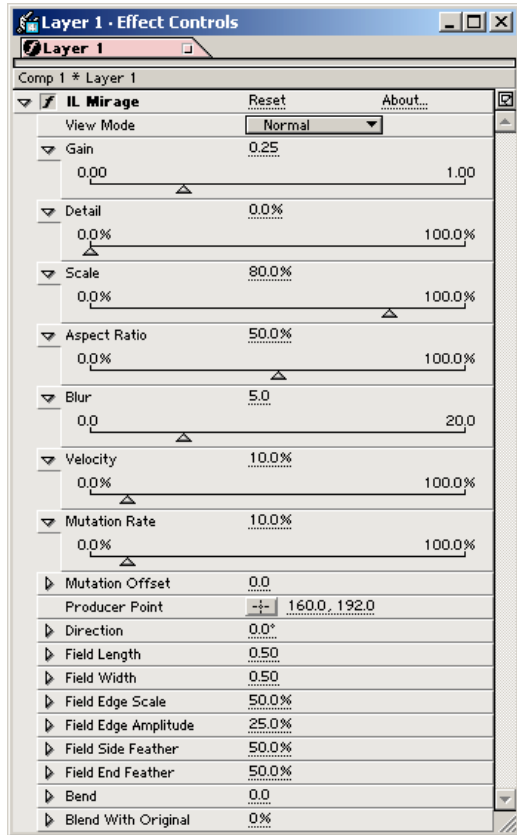 Layer 1 · Effect Controls
Layer 1
Comp 1 * Layer 1
IL Mirage Reset About...
View Mode Normal
Gain 0.25
0.00 1.00
Detail 0.0%
0.0% 100.0%
Scale 80.0%
0.0% 100.0%
Aspect Ratio 50.0%
0.0% 100.0%
Blur 5.0
0.0 20.0
Velocity 10.0%
0.0% 100.0%
Mutation Rate 10.0%
0.0% 100.0%
Mutation Offset 0.0
Producer Point 160.0, 192.0
Direction 0.0°
Field Length 0.50
Field Width 0.50
Field Edge Scale 50.0%
Field Edge Amplitude 25.0%
Field Side Feather 50.0%
Field End Feather 50.0%
Bend 0.0
Blend With Original 0%